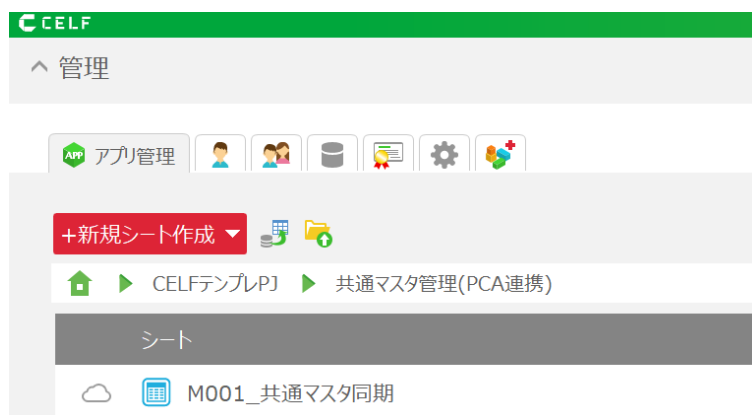 CELF
管理
APP アプリ管理
+新規シート作成
CELFテンプレPJ 共通マスタ管理(PCA連携)
シート
M001_共通マスタ同期